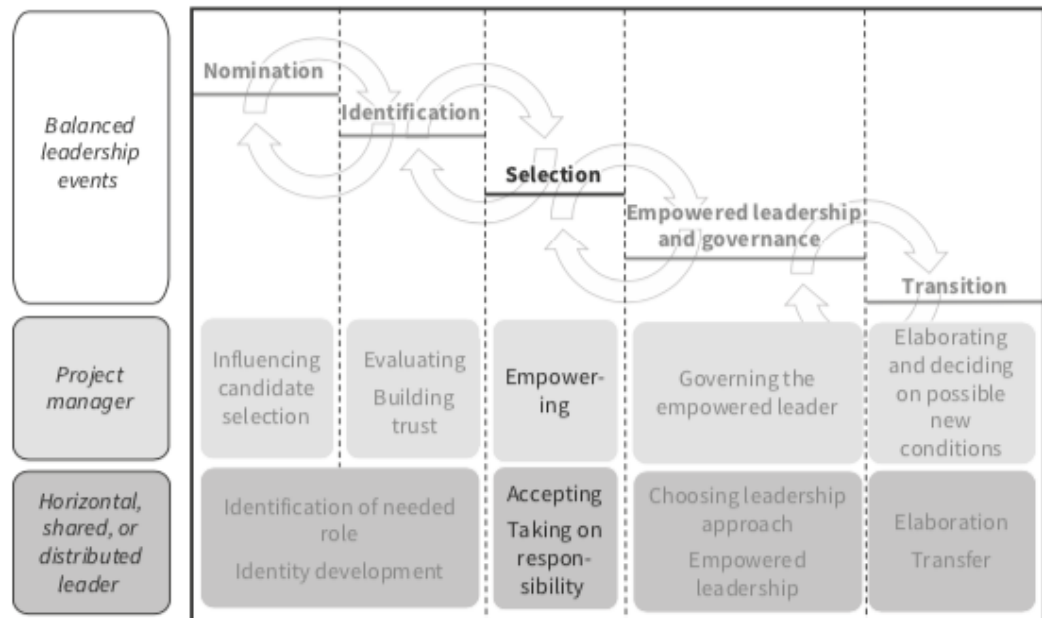 Balanced
leadership
events
Nomination
Identification
Selection
Empowered leadership
and governance
Transition
Project
manager
Influencing
candidate
selection
Evaluating
Building
trust
Empower-
ing
Governing the
empowered leader
Elaborating
and deciding
on possible
new
conditions
Horizontal,
shared, or
distributed
leader
Identification of needed
role
Identity development
Accepting
Taking on
respon-
sibility
Choosing leadership
approach
Empowered
leadership
Elaboration
Transfer